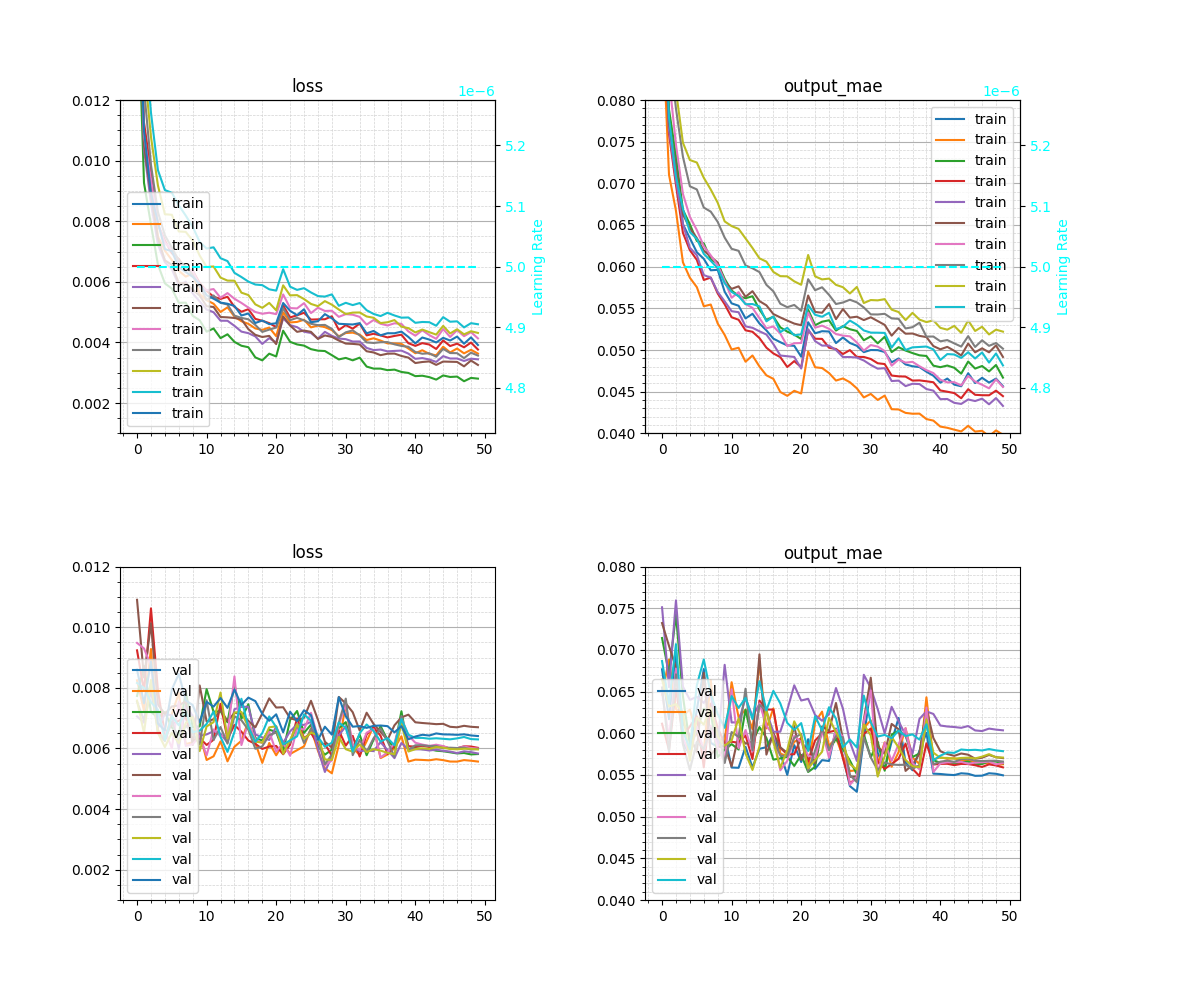 loss
1e−6
0.012
0.010
0.008
0.006
0.004
0.002
train
train
train
train
train
train
train
train
train
train
train
5.2
5.1
5.0
4.9
4.8
Learning Rate
0 10 20 30 40 50
output_mae
1e−6
0.080
0.075
0.070
0.065
0.060
0.055
0.050
0.045
0.040
train
train
train
train
train
train
train
train
train
train
5.2
5.1
5.0
4.9
4.8
Learning Rate
0 10 20 30 40 50
loss
0.012
0.010
0.008
0.006
0.004
0.002
val
val
val
val
val
val
val
val
val
val
val
0 10 20 30 40 50
output_mae
0.080
0.075
0.070
0.065
0.060
0.055
0.050
0.045
0.040
val
val
val
val
val
val
val
val
val
val
0 10 20 30 40 50